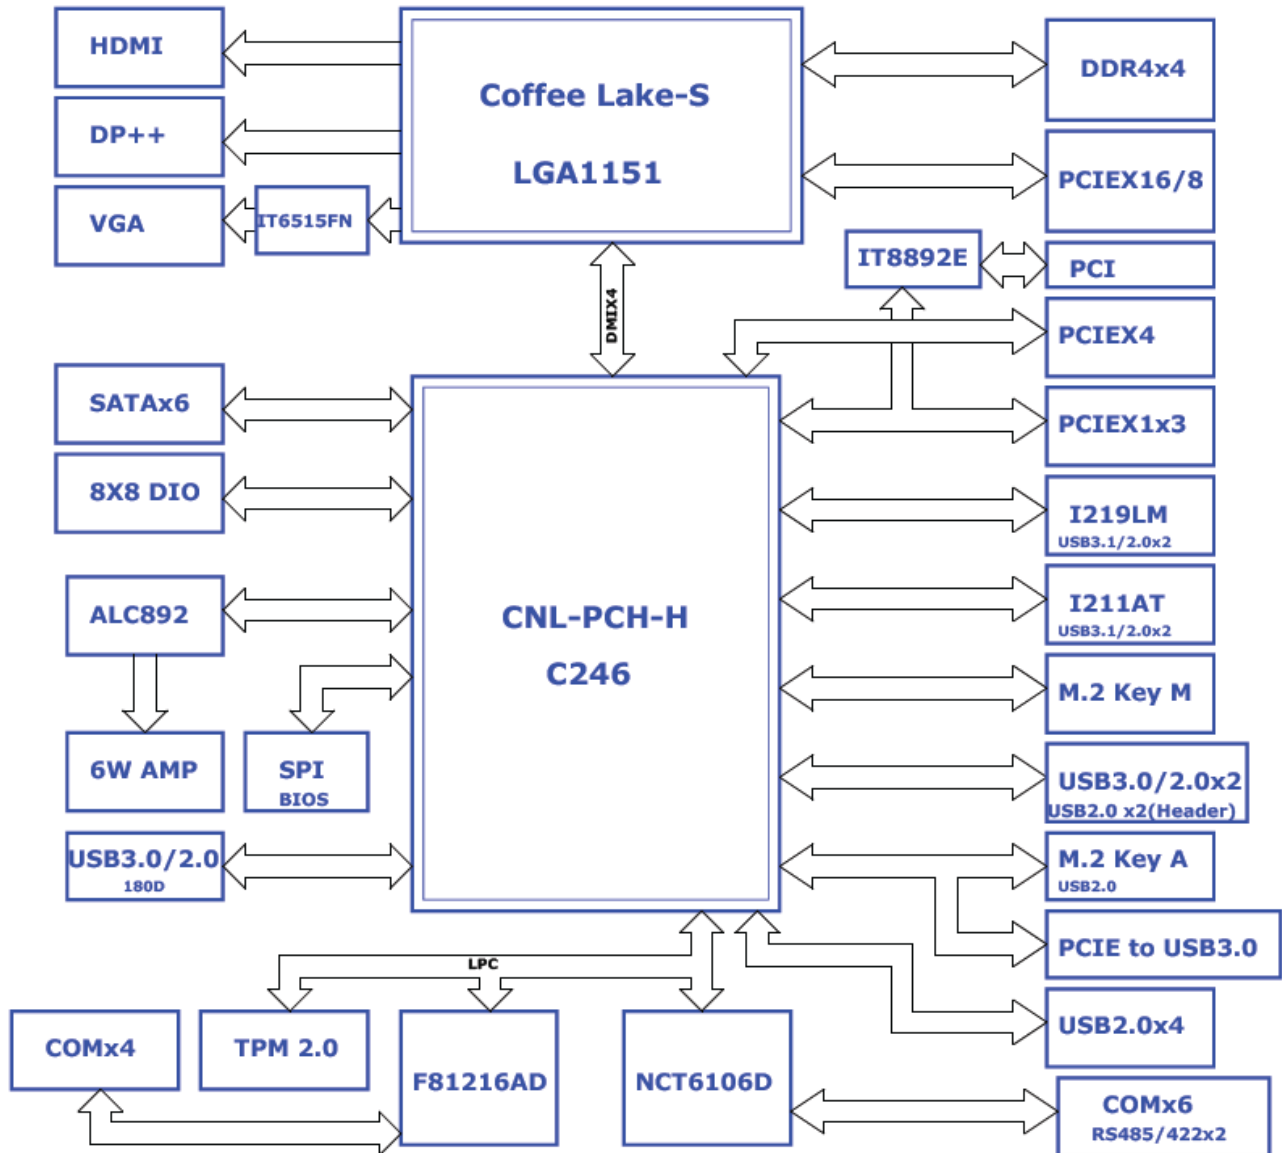 HDMI
Coffee Lake-S
LGA1151
DDR4x4
DP++
PCIEX16/8
VGA
IT6515FN
IT8892E
PCI
DMIX4
PCIEX4
SATAx6
PCIEX1x3
8X8 DIO
I219LM
USB3.1/2.0x2
ALC892
CNL-PCH-H
C246
I211AT
USB3.1/2.0x2
M.2 Key M
6W AMP
SPI
BIOS
USB3.0/2.0x2
USB2.0 x2(Header)
USB3.0/2.0
180D
M.2 Key A
USB2.0
PCIE to USB3.0
LPC
USB2.0x4
COMx4
TPM 2.0
F81216AD
NCT6106D
COMx6
RS485/422x2